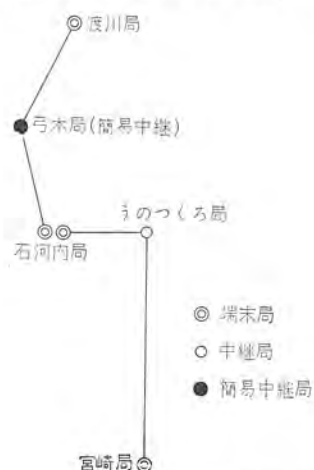 渡川局
弓木局(簡易中継)
えのつくろ局
石河内局
端末局
中継局
簡易中継局
宮崎局